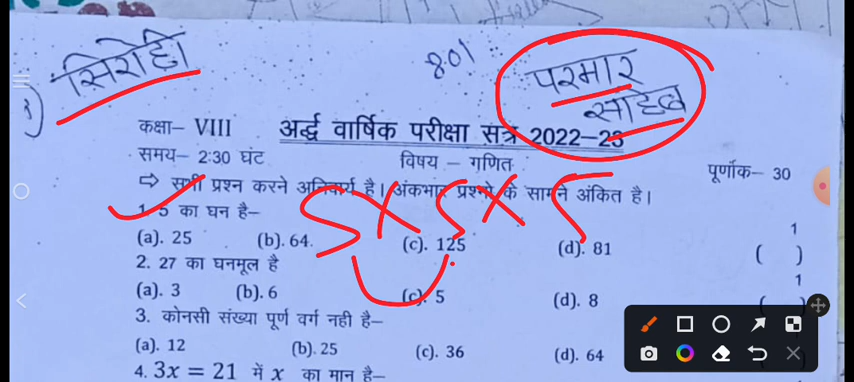 सिरोही
801
परमार
साहेब
कक्षा– VIII अर्द्ध वार्षिक परीक्षा सत्र 2022–23
समय– 2:30 घंट विषय – गणित पूर्णांक– 30
⇨ सभी प्रश्न करने अनिवार्य है। अंकभार प्रश्नो के सामने अंकित है।
1. 5 का घन है– 1
5 X 5 X 5
(a). 25 (b). 64. (c). 125 (d). 81 ( )
2. 27 का घनमूल है 1
(a). 3 (b). 6 (c). 5 (d). 8 (
3. कोनसी संख्या पूर्ण वर्ग नही है–
(a). 12 (b). 25 (c). 36 (d). 64
4. 3x = 21 में x का मान है–